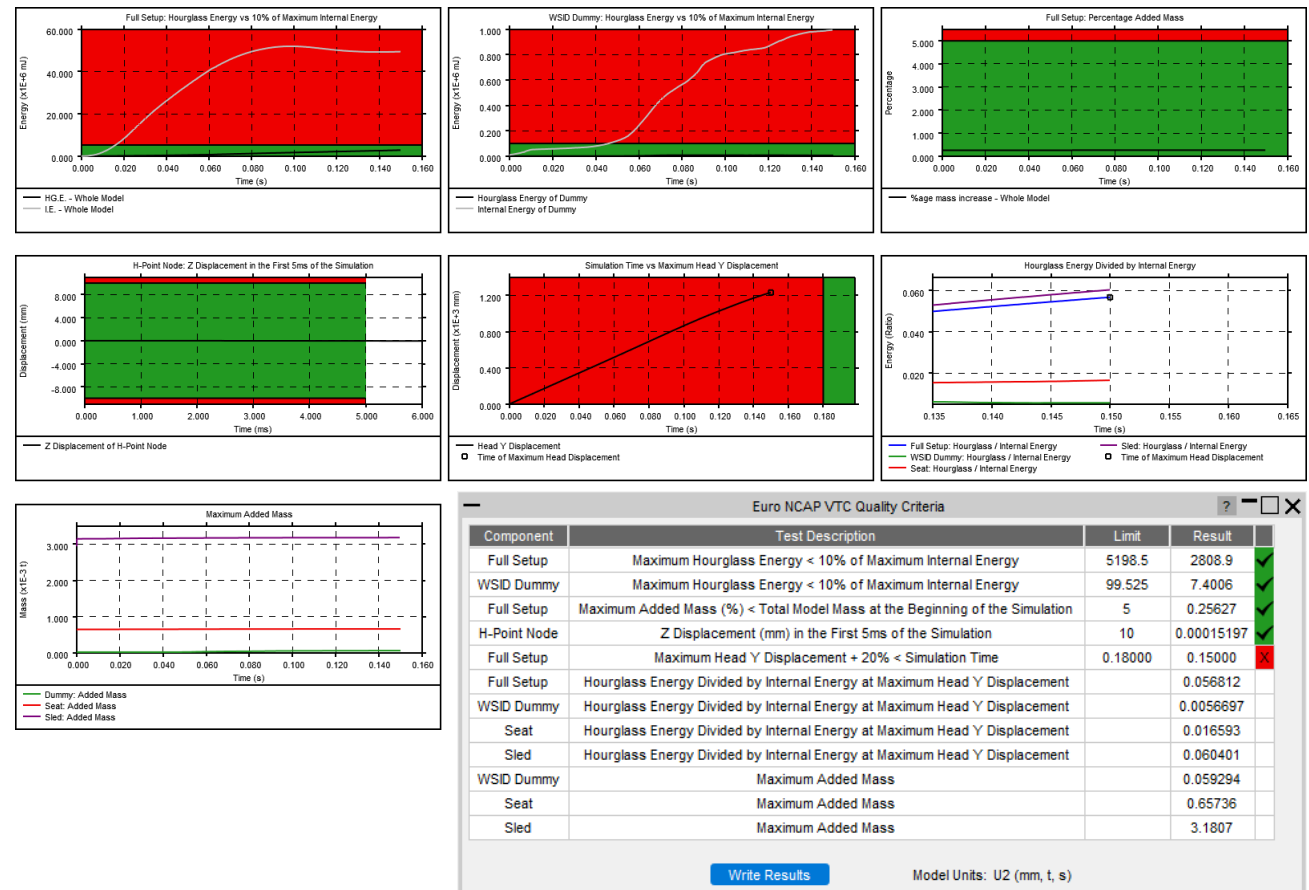 Full Setup: Hourglass Energy vs 10% of Maximum Internal Energy
Energy (x1E+6 mJ)
60.000
40.000
20.000
0.000
0.000 0.020 0.040 0.060 0.080 0.100 0.120 0.140 0.160
Time (s)
HG.E. - Whole Model
I.E. - Whole Model
WSID Dummy: Hourglass Energy vs 10% of Maximum Internal Energy
Energy (x1E+6 mJ)
1.000
0.800
0.600
0.400
0.200
0.000
0.000 0.020 0.040 0.060 0.080 0.100 0.120 0.140 0.160
Time (s)
Hourglass Energy of Dummy
Internal Energy of Dummy
Full Setup: Percentage Added Mass
Percentage
5.000
4.000
3.000
2.000
1.000
0.000
0.000 0.020 0.040 0.060 0.080 0.100 0.120 0.140 0.160
Time (s)
%age mass increase - Whole Model
H-Point Node: Z Displacement in the First 5ms of the Simulation
Displacement (mm)
8.000
4.000
0.000
-4.000
-8.000
0.000 1.000 2.000 3.000 4.000 5.000 6.000
Time (ms)
Z Displacement of H-Point Node
Simulation Time vs Maximum Head Y Displacement
Displacement (x1E+3 mm)
1.200
0.800
0.400
0.000
0.000 0.020 0.040 0.060 0.080 0.100 0.120 0.140 0.160 0.180
Time (s)
Head Y Displacement
Time of Maximum Head Displacement
Hourglass Energy Divided by Internal Energy
Energy (Ratio)
0.060
0.040
0.020
0.135 0.140 0.145 0.150 0.155 0.160 0.165
Time (s)
Full Setup: Hourglass / Internal Energy
WSID Dummy: Hourglass / Internal Energy
Seat: Hourglass / Internal Energy
Sled: Hourglass / Internal Energy
Time of Maximum Head Displacement
Maximum Added Mass
Mass (x1E-3 t)
3.000
2.000
1.000
0.000
0.000 0.020 0.040 0.060 0.080 0.100 0.120 0.140 0.160
Time (s)
Dummy: Added Mass
Seat: Added Mass
Sled: Added Mass
Euro NCAP VTC Quality Criteria ?
Component Test Description Limit Result
Full Setup Maximum Hourglass Energy < 10% of Maximum Internal Energy 5198.5 2808.9
WSID Dummy Maximum Hourglass Energy < 10% of Maximum Internal Energy 99.525 7.4006
Full Setup Maximum Added Mass (%) < Total Model Mass at the Beginning of the Simulation 5 0.25627
H-Point Node Z Displacement (mm) in the First 5ms of the Simulation 10 0.00015197
Full Setup Maximum Head Y Displacement + 20% < Simulation Time 0.18000 0.15000 X
Full Setup Hourglass Energy Divided by Internal Energy at Maximum Head Y Displacement 0.056812
WSID Dummy Hourglass Energy Divided by Internal Energy at Maximum Head Y Displacement 0.0056697
Seat Hourglass Energy Divided by Internal Energy at Maximum Head Y Displacement 0.016593
Sled Hourglass Energy Divided by Internal Energy at Maximum Head Y Displacement 0.060401
WSID Dummy Maximum Added Mass 0.059294
Seat Maximum Added Mass 0.65736
Sled Maximum Added Mass 3.1807
Write Results Model Units: U2 (mm, t, s)